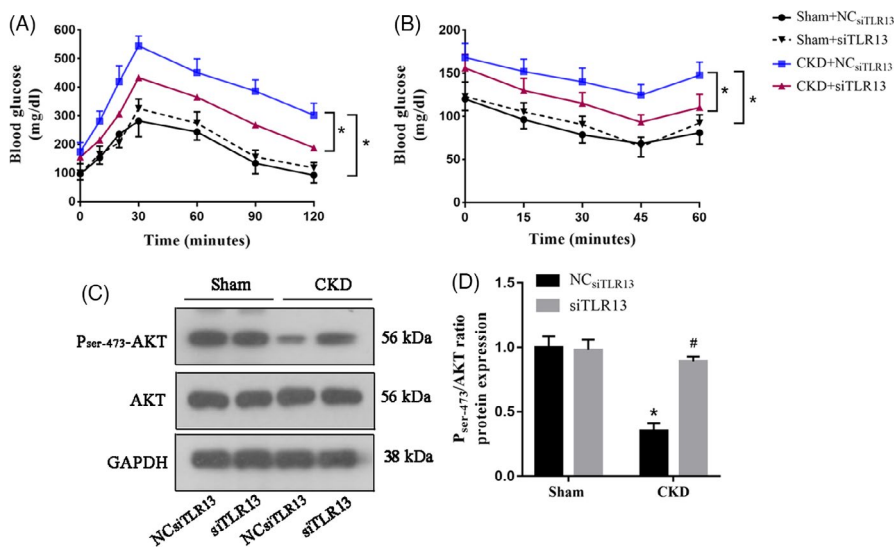 (A)
600
500
400
300
200
100
0
Blood glucose
(mg/dl)
0 30 60 90 120
Time (minutes)
*
*
(B)
200
150
100
50
0
Blood glucose
(mg/dl)
0 15 30 45 60
Time (minutes)
*
*
Sham+NCsiTLR13
Sham+siTLR13
CKD+NCsiTLR13
CKD+siTLR13
(C)
Sham CKD
Pser-473-AKT 56 kDa
AKT 56 kDa
GAPDH 38 kDa
NCsiTLR13 siTLR13 NCsiTLR13 siTLR13
(D)
NCsiTLR13
siTLR13
1.5
1.0
0.5
0.0
Pser-473/AKT ratio
protein expression
*
#
Sham CKD